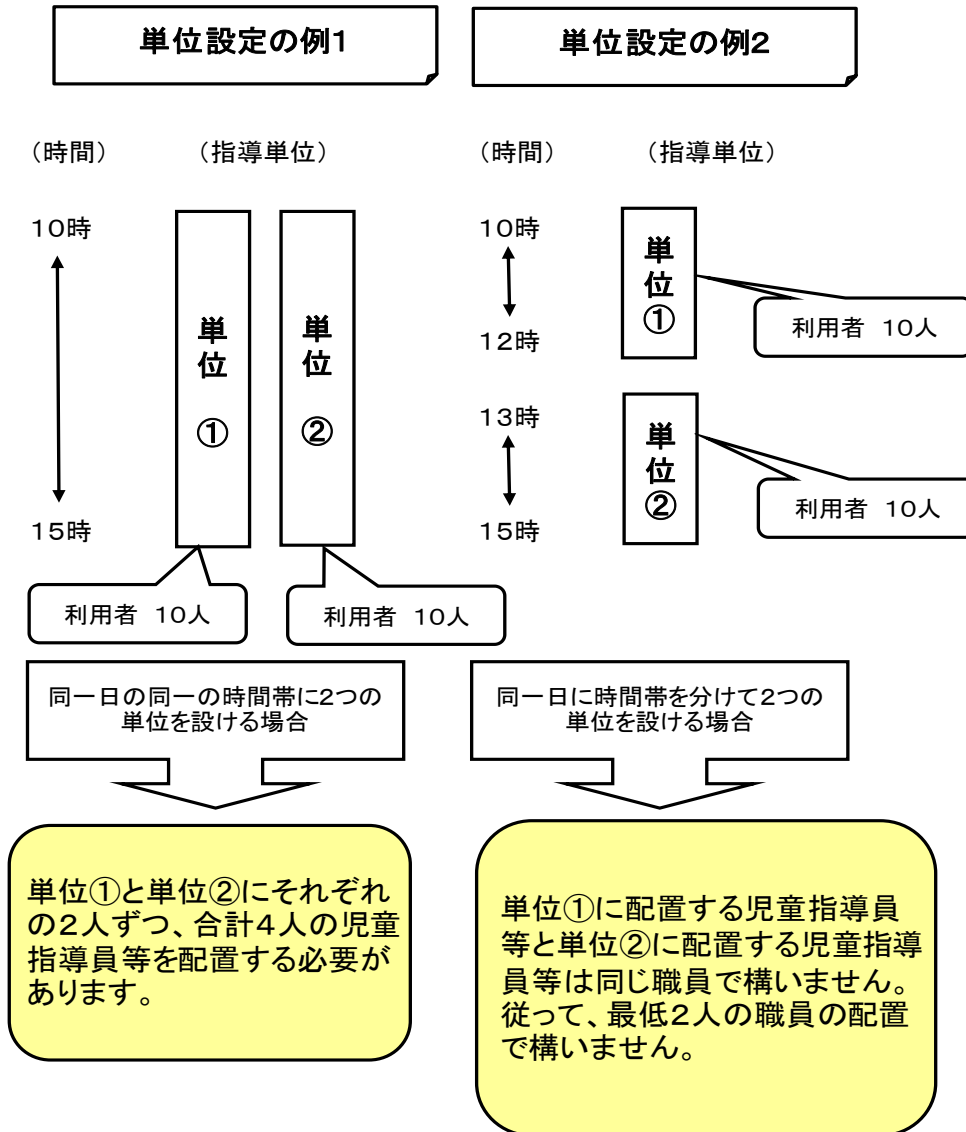 単位設定の例1
(時間)
(指導単位)
10時
15時
単位 ①
単位 ②
利用者 10人
利用者 10人
同一日の同一の時間帯に2つの
単位を設ける場合
単位①と単位②にそれぞれ
の2人ずつ、合計4人の児童
指導員等を配置する必要が
あります。
単位設定の例2
(時間)
(指導単位)
10時
12時
単位①
利用者 10人
13時
15時
単位②
利用者 10人
同一日に時間帯を分けて2つの
単位を設ける場合
単位①に配置する児童指導員
等と単位②に配置する児童指導
員等は同じ職員で構いません。
従って、最低2人の職員の配置
で構いません。